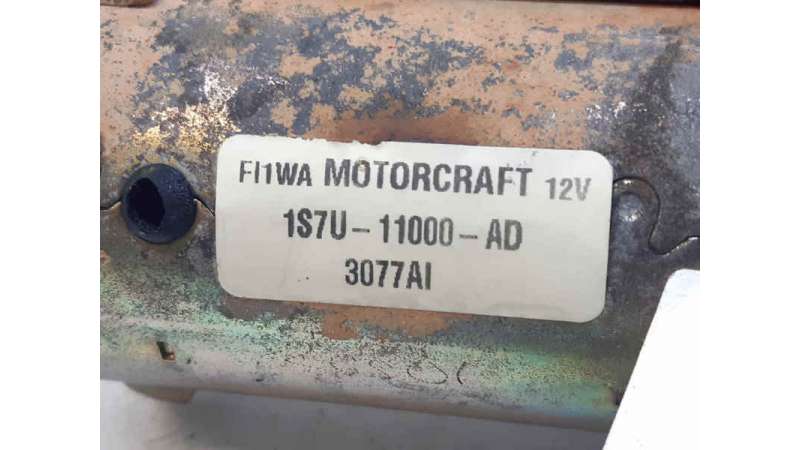 FI1WA MOTORCRAFT 12V
1S7U-11000-AD
3077AI